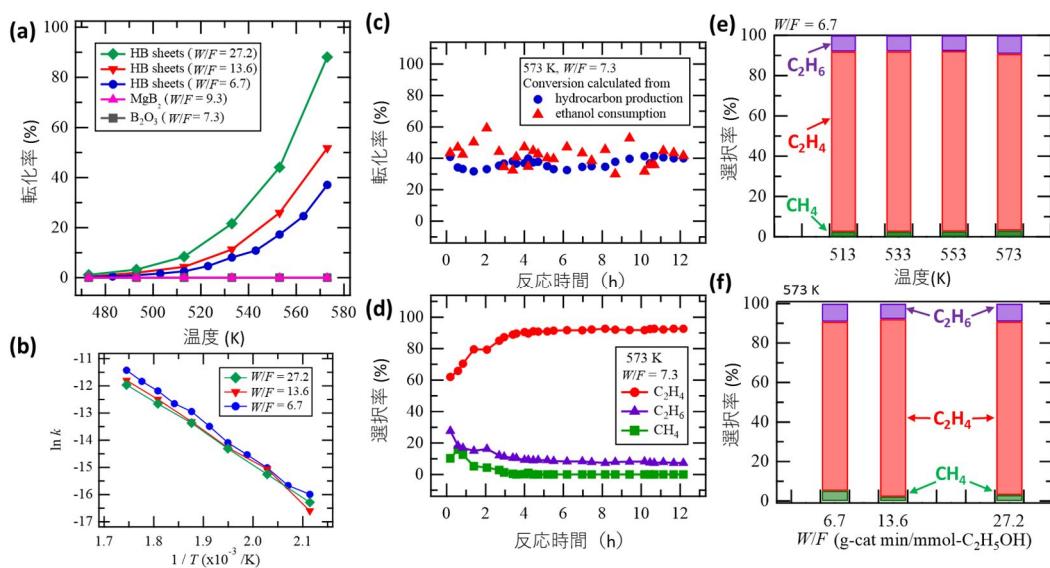 (a)
HB sheets (W/F = 27.2)
HB sheets (W/F = 13.6)
HB sheets (W/F = 6.7)
MgB₂ (W/F = 9.3)
B₂O₃ (W/F = 7.3)
100
80
60
40
20
0
転化率 (%)
480 500 520 540 560 580
温度 (K)
(b)
W/F = 27.2
W/F = 13.6
W/F = 6.7
-11
-12
-13
-14
-15
-16
-17
ln k
1.7 1.8 1.9 2.0 2.1
1 / T (x10⁻³ /K)
(c)
573 K, W/F = 7.3
Conversion calculated from
hydrocarbon production
ethanol consumption
100
80
60
40
20
0
転化率 (%)
0 2 4 6 8 10 12
反応時間 (h)
(d)
573 K
W/F = 7.3
C₂H₄
C₂H₆
CH₄
100
80
60
40
20
0
選択率 (%)
0 2 4 6 8 10 12
反応時間 (h)
(e)
W/F = 6.7
100
80
60
40
20
0
選択率 (%)
C₂H₆
C₂H₄
CH₄
513 533 553 573
温度(K)
(f)
573 K
100
80
60
40
20
0
選択率 (%)
C₂H₆
C₂H₄
CH₄
6.7 13.6 27.2
W/F (g-cat min/mmol-C₂H₅OH)